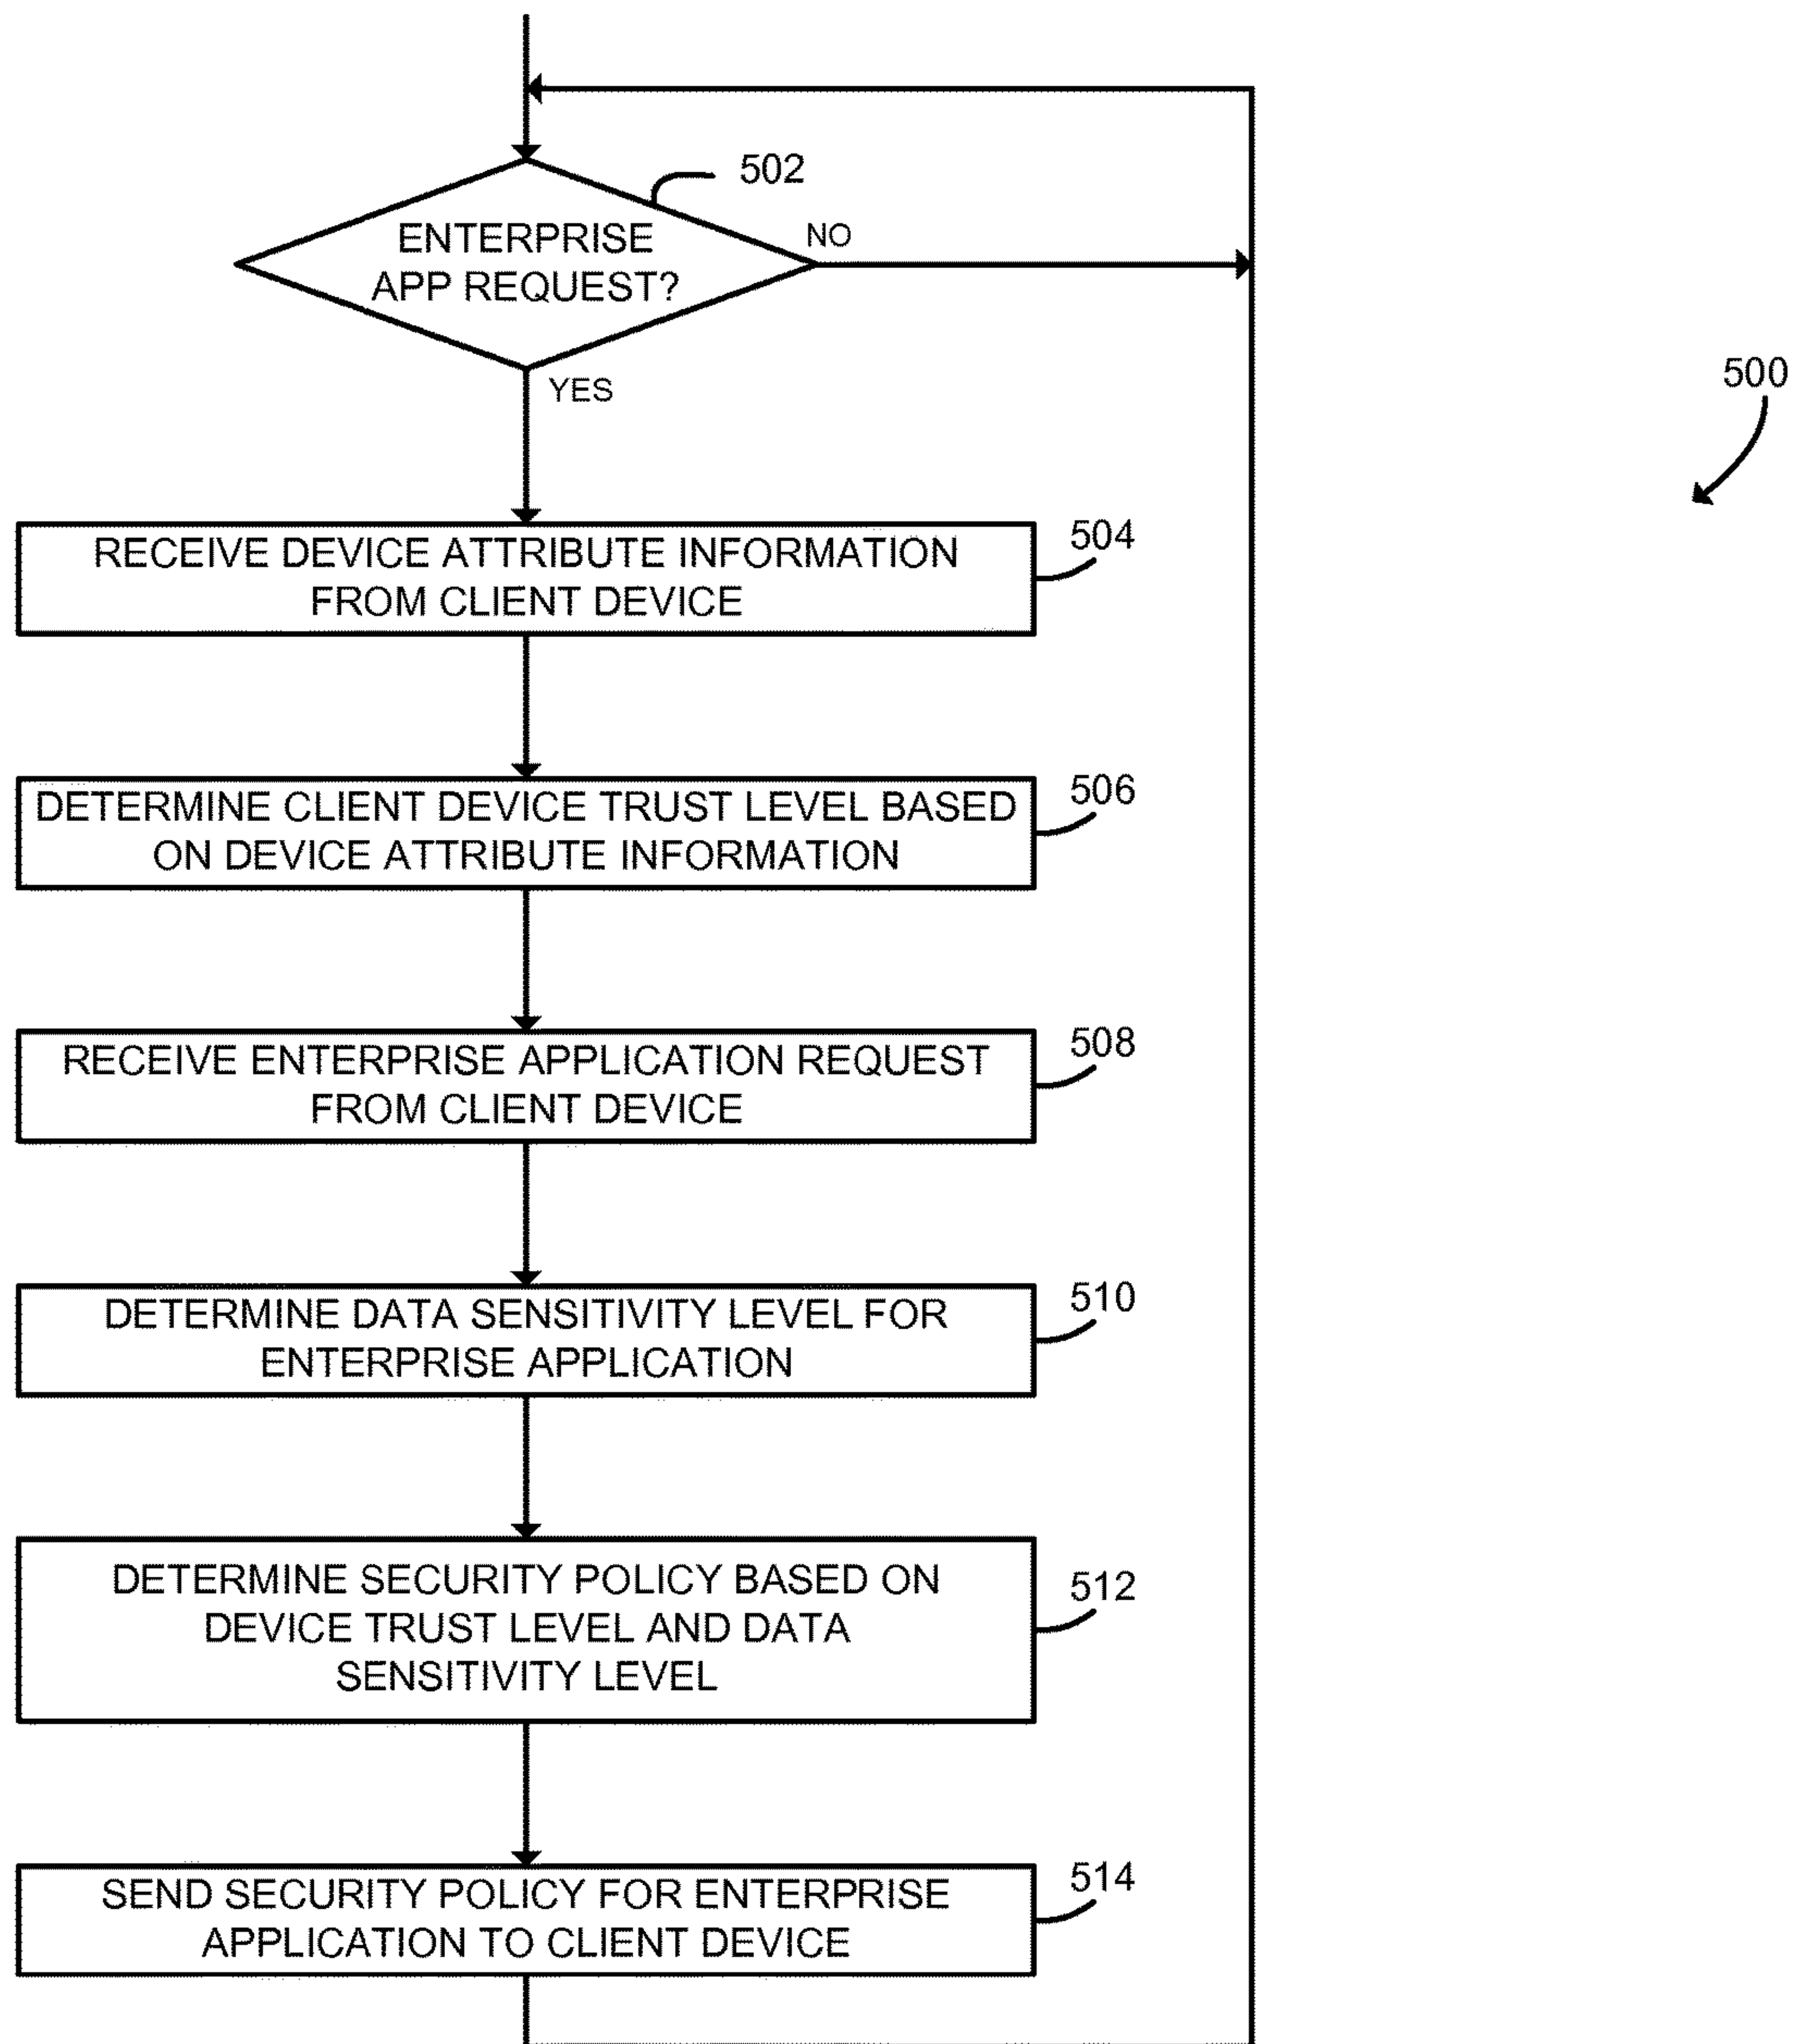 502
ENTERPRISE
APP REQUEST?
NO
YES
500
RECEIVE DEVICE ATTRIBUTE INFORMATION
FROM CLIENT DEVICE
504
DETERMINE CLIENT DEVICE TRUST LEVEL BASED
ON DEVICE ATTRIBUTE INFORMATION
506
RECEIVE ENTERPRISE APPLICATION REQUEST
FROM CLIENT DEVICE
508
DETERMINE DATA SENSITIVITY LEVEL FOR
ENTERPRISE APPLICATION
510
DETERMINE SECURITY POLICY BASED ON
DEVICE TRUST LEVEL AND DATA
SENSITIVITY LEVEL
512
SEND SECURITY POLICY FOR ENTERPRISE
APPLICATION TO CLIENT DEVICE
514